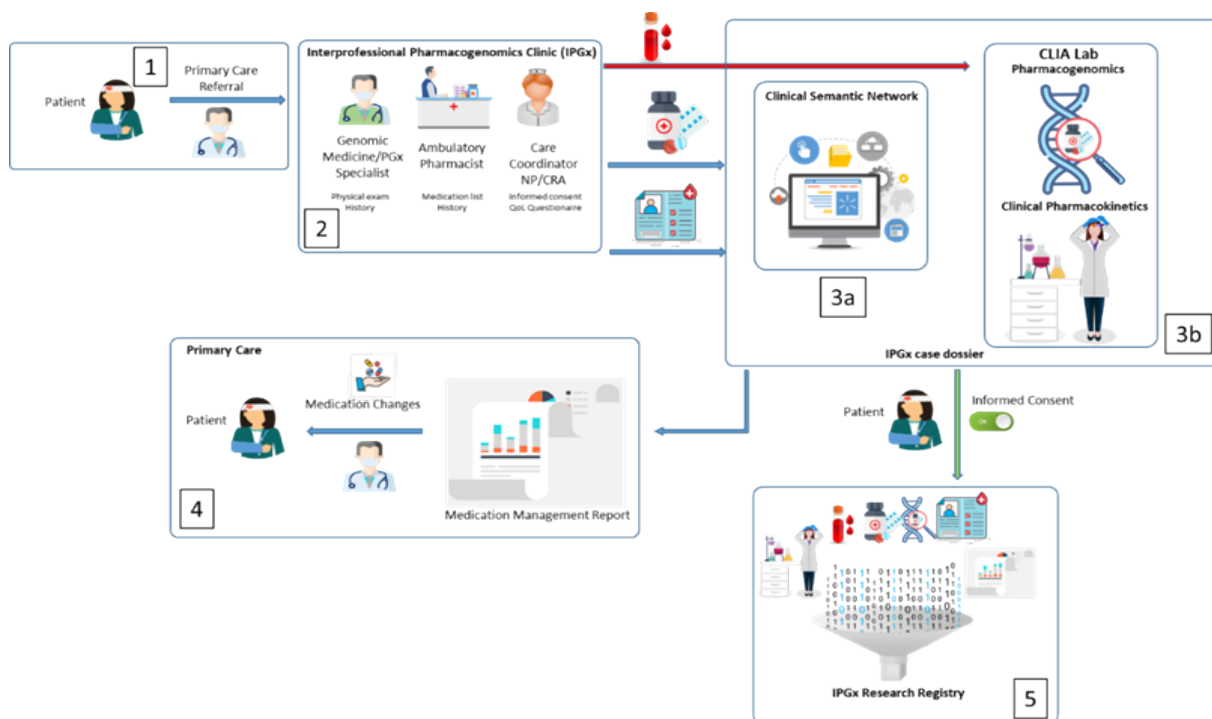 1
Primary Care
Referral
Patient
Interprofessional Pharmacogenomics Clinic (IPGx)
Genomic
Medicine/PGx
Specialist
Physical exam
History
Ambulatory
Pharmacist
Medication list
History
Care
Coordinator
NP/CRA
Informed consent
QoL Questionaire
2
Clinical Semantic Network
3a
CLIA Lab
Pharmacogenomics
Clinical Pharmacokinetics
3b
IPGx case dossier
Primary Care
Medication Changes
Patient
Medication Management Report
4
Patient
Informed Consent
ON
IPGx Research Registry
5